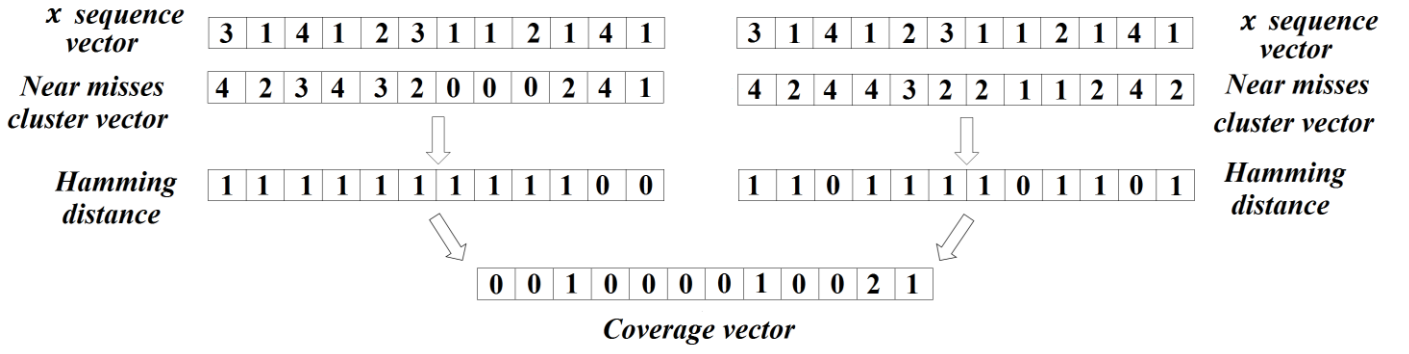 x sequence
vector
3 1 4 1 2 3 1 1 2 1 4 1
3 1 4 1 2 3 1 1 2 1 4 1
x sequence
vector
Near misses
cluster vector
4 2 3 4 3 2 0 0 0 2 4 1
4 2 4 4 3 2 2 1 1 2 4 2
Near misses
cluster vector
Hamming
distance
1 1 1 1 1 1 1 1 1 1 0 0
1 1 0 1 1 1 1 0 1 1 0 1
Hamming
distance
0 0 1 0 0 0 0 1 0 0 2 1
Coverage vector